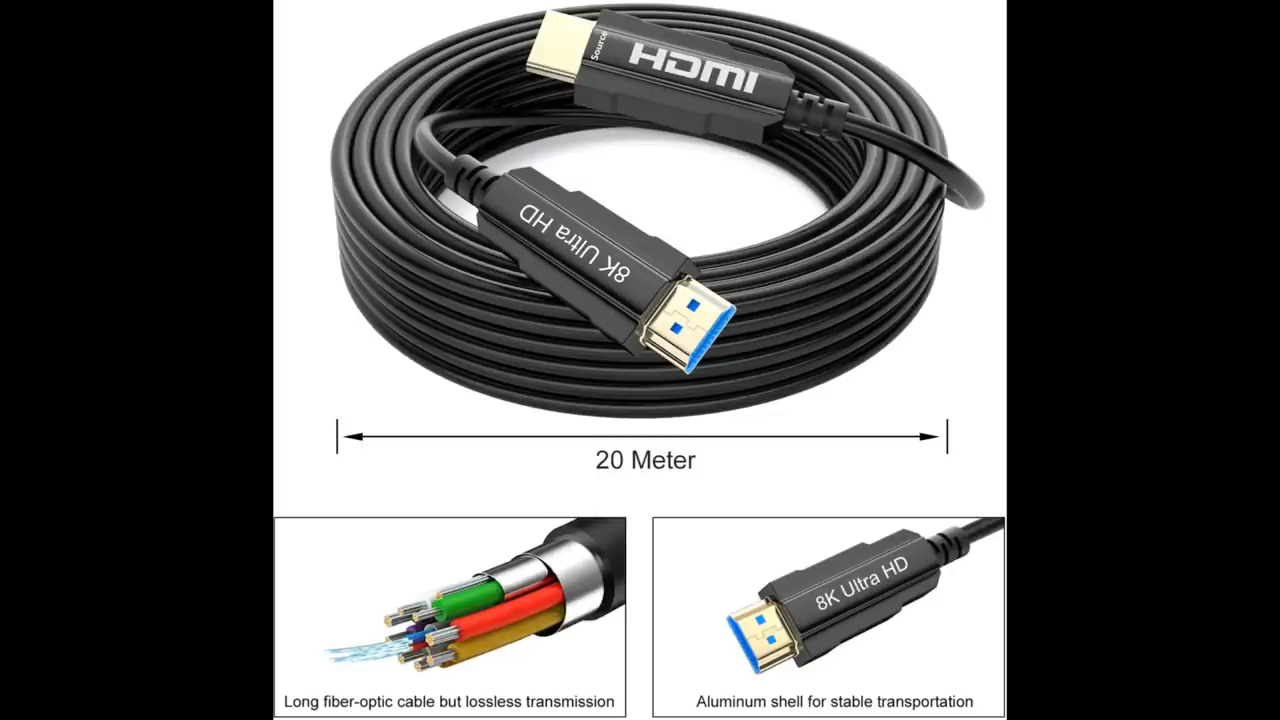 Source
HDMI
8K Ultra HD
20 Meter
8K Ultra HD
Long fiber-optic cable but lossless transmission
Aluminum shell for stable transportation